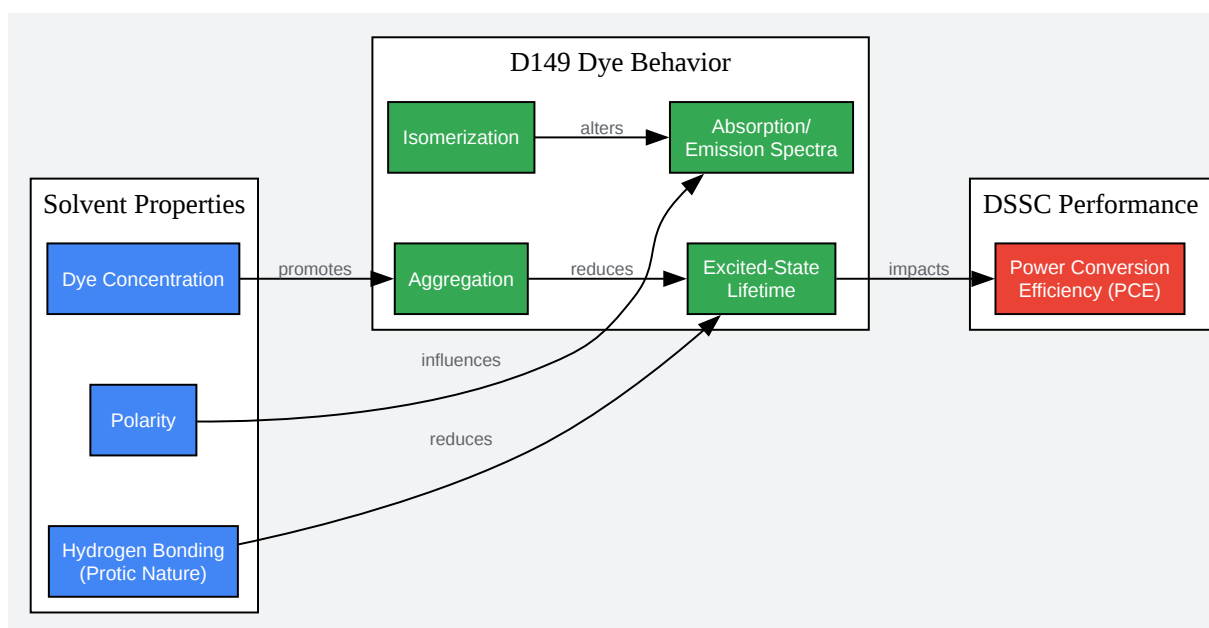 D149 Dye Behavior
Isomerization
alters
Absorption/
Emission Spectra
Solvent Properties
DSSC Performance
Dye Concentration
promotes
Aggregation
reduces
Excited-State
Lifetime
impacts
Power Conversion
Efficiency (PCE)
influences
Polarity
reduces
Hydrogen Bonding
(Protic Nature)